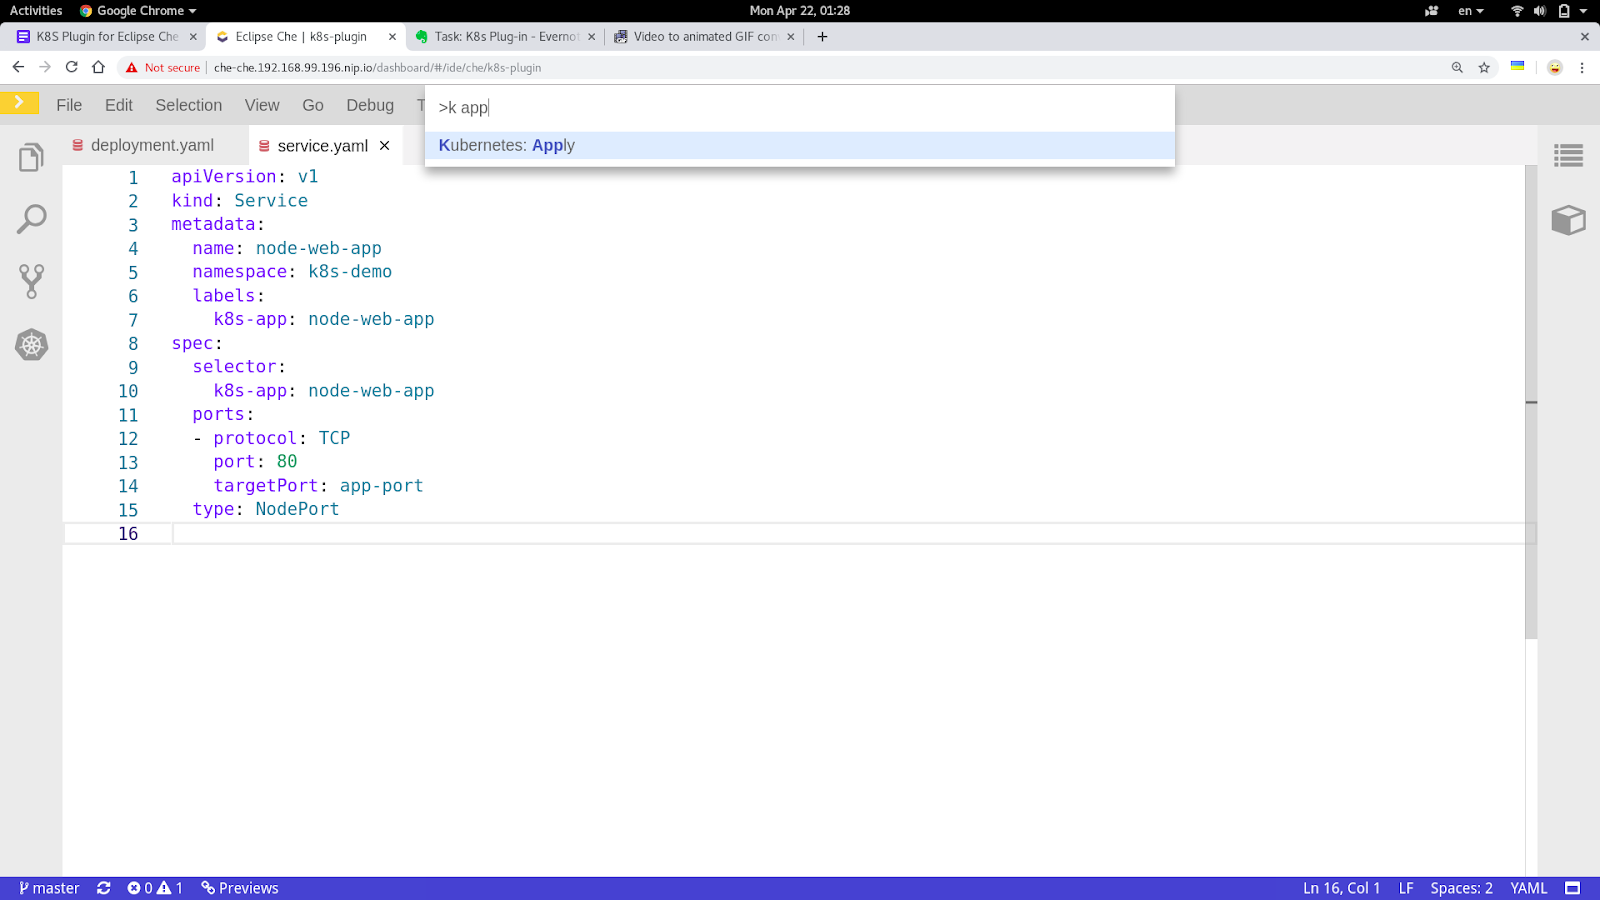 Activities Google Chrome Mon Apr 22, 01:28 en
K8S Plugin for Eclipse Che Eclipse Che | k8s-plugin Task: K8s Plug-in - Evernot Video to animated GIF con
Not secure che-che.192.168.99.196.nip.io/dashboard/#/ide/che/k8s-plugin
File Edit Selection View Go Debug T
>k app
Kubernetes: Apply
deployment.yaml service.yaml
1 apiVersion: v1
2 kind: Service
3 metadata:
4 name: node-web-app
5 namespace: k8s-demo
6 labels:
7 k8s-app: node-web-app
8 spec:
9 selector:
10 k8s-app: node-web-app
11 ports:
12 - protocol: TCP
13 port: 80
14 targetPort: app-port
15 type: NodePort
16
master 0 1 Previews Ln 16, Col 1 LF Spaces: 2 YAML